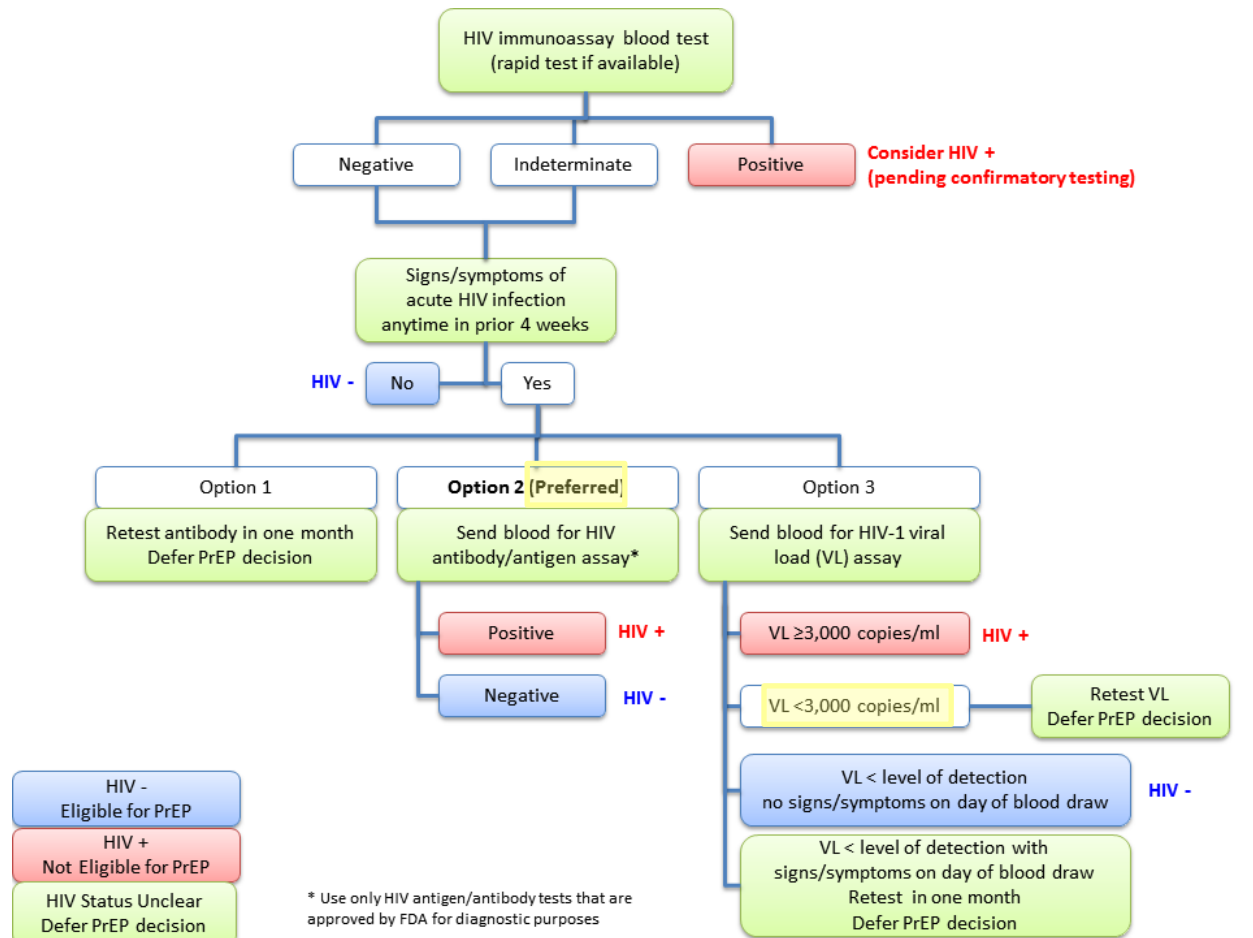 HIV immunoassay blood test
(rapid test if available)
Negative
Indeterminate
Positive
Consider HIV +
(pending confirmatory testing)
Signs/symptoms of
acute HIV infection
anytime in prior 4 weeks
HIV -
No
Yes
Option 1
Retest antibody in one month
Defer PrEP decision
Option 2 (Preferred)
Send blood for HIV
antibody/antigen assay*
Positive
HIV +
Negative
HIV -
Option 3
Send blood for HIV-1 viral
load (VL) assay
VL ≥3,000 copies/ml
HIV +
VL <3,000 copies/ml
Retest VL
Defer PrEP decision
VL < level of detection
no signs/symptoms on day of blood draw
HIV -
VL < level of detection with
signs/symptoms on day of blood draw
Retest in one month
Defer PrEP decision
HIV -
Eligible for PrEP
HIV +
Not Eligible for PrEP
HIV Status Unclear
Defer PrEP decision
* Use only HIV antigen/antibody tests that are
approved by FDA for diagnostic purposes